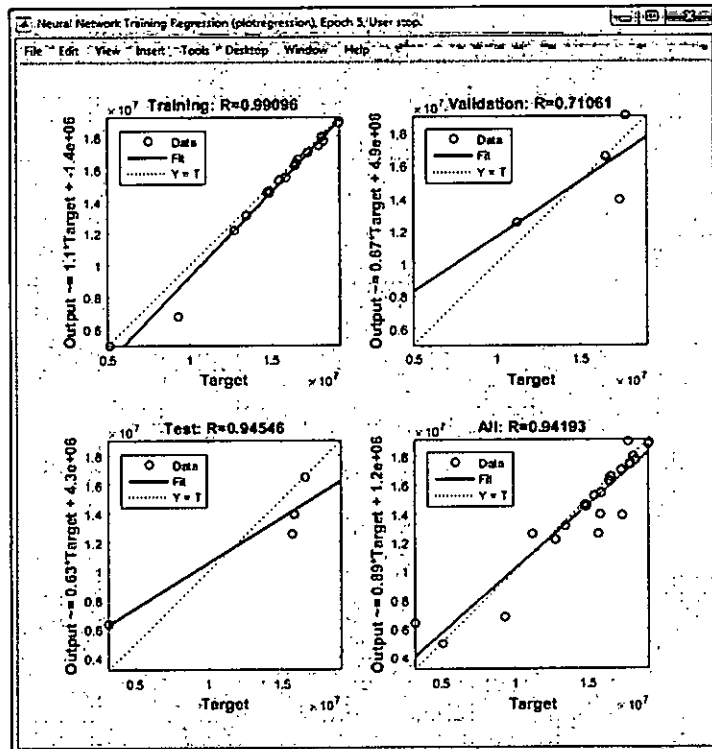 Neural Network Training Regression (plotregression), Epoch 5, User stop.
File Edit View Insert Tools Desktop Window Help
× 10^7 Training: R=0.99096
Output ~= 1.1*Target + -1.4e+06
1.8
1.6
1.4
1.2
1
0.8
0.6
Data
Fit
Y = T
0.5 1 1.5
Target × 10^7
× 10^7 Validation: R=0.71061
Output ~= 0.67*Target + 4.9e+06
1.8
1.6
1.4
1.2
1
0.8
0.6
Data
Fit
Y = T
0.5 1 1.5
Target × 10^7
× 10^7 Test: R=0.94546
Output ~= 0.63*Target + 4.3e+06
1.8
1.6
1.4
1.2
1
0.8
0.6
0.4
Data
Fit
Y = T
0.5 1 1.5
Target
× 10^7
× 10^7 All: R=0.94193
Output ~= 0.89*Target + 1.2e+06
1.8
1.6
1.4
1.2
1
0.8
0.6
0.4
Data
Fit
Y = T
0.5 1 1.5
Target
× 10^7